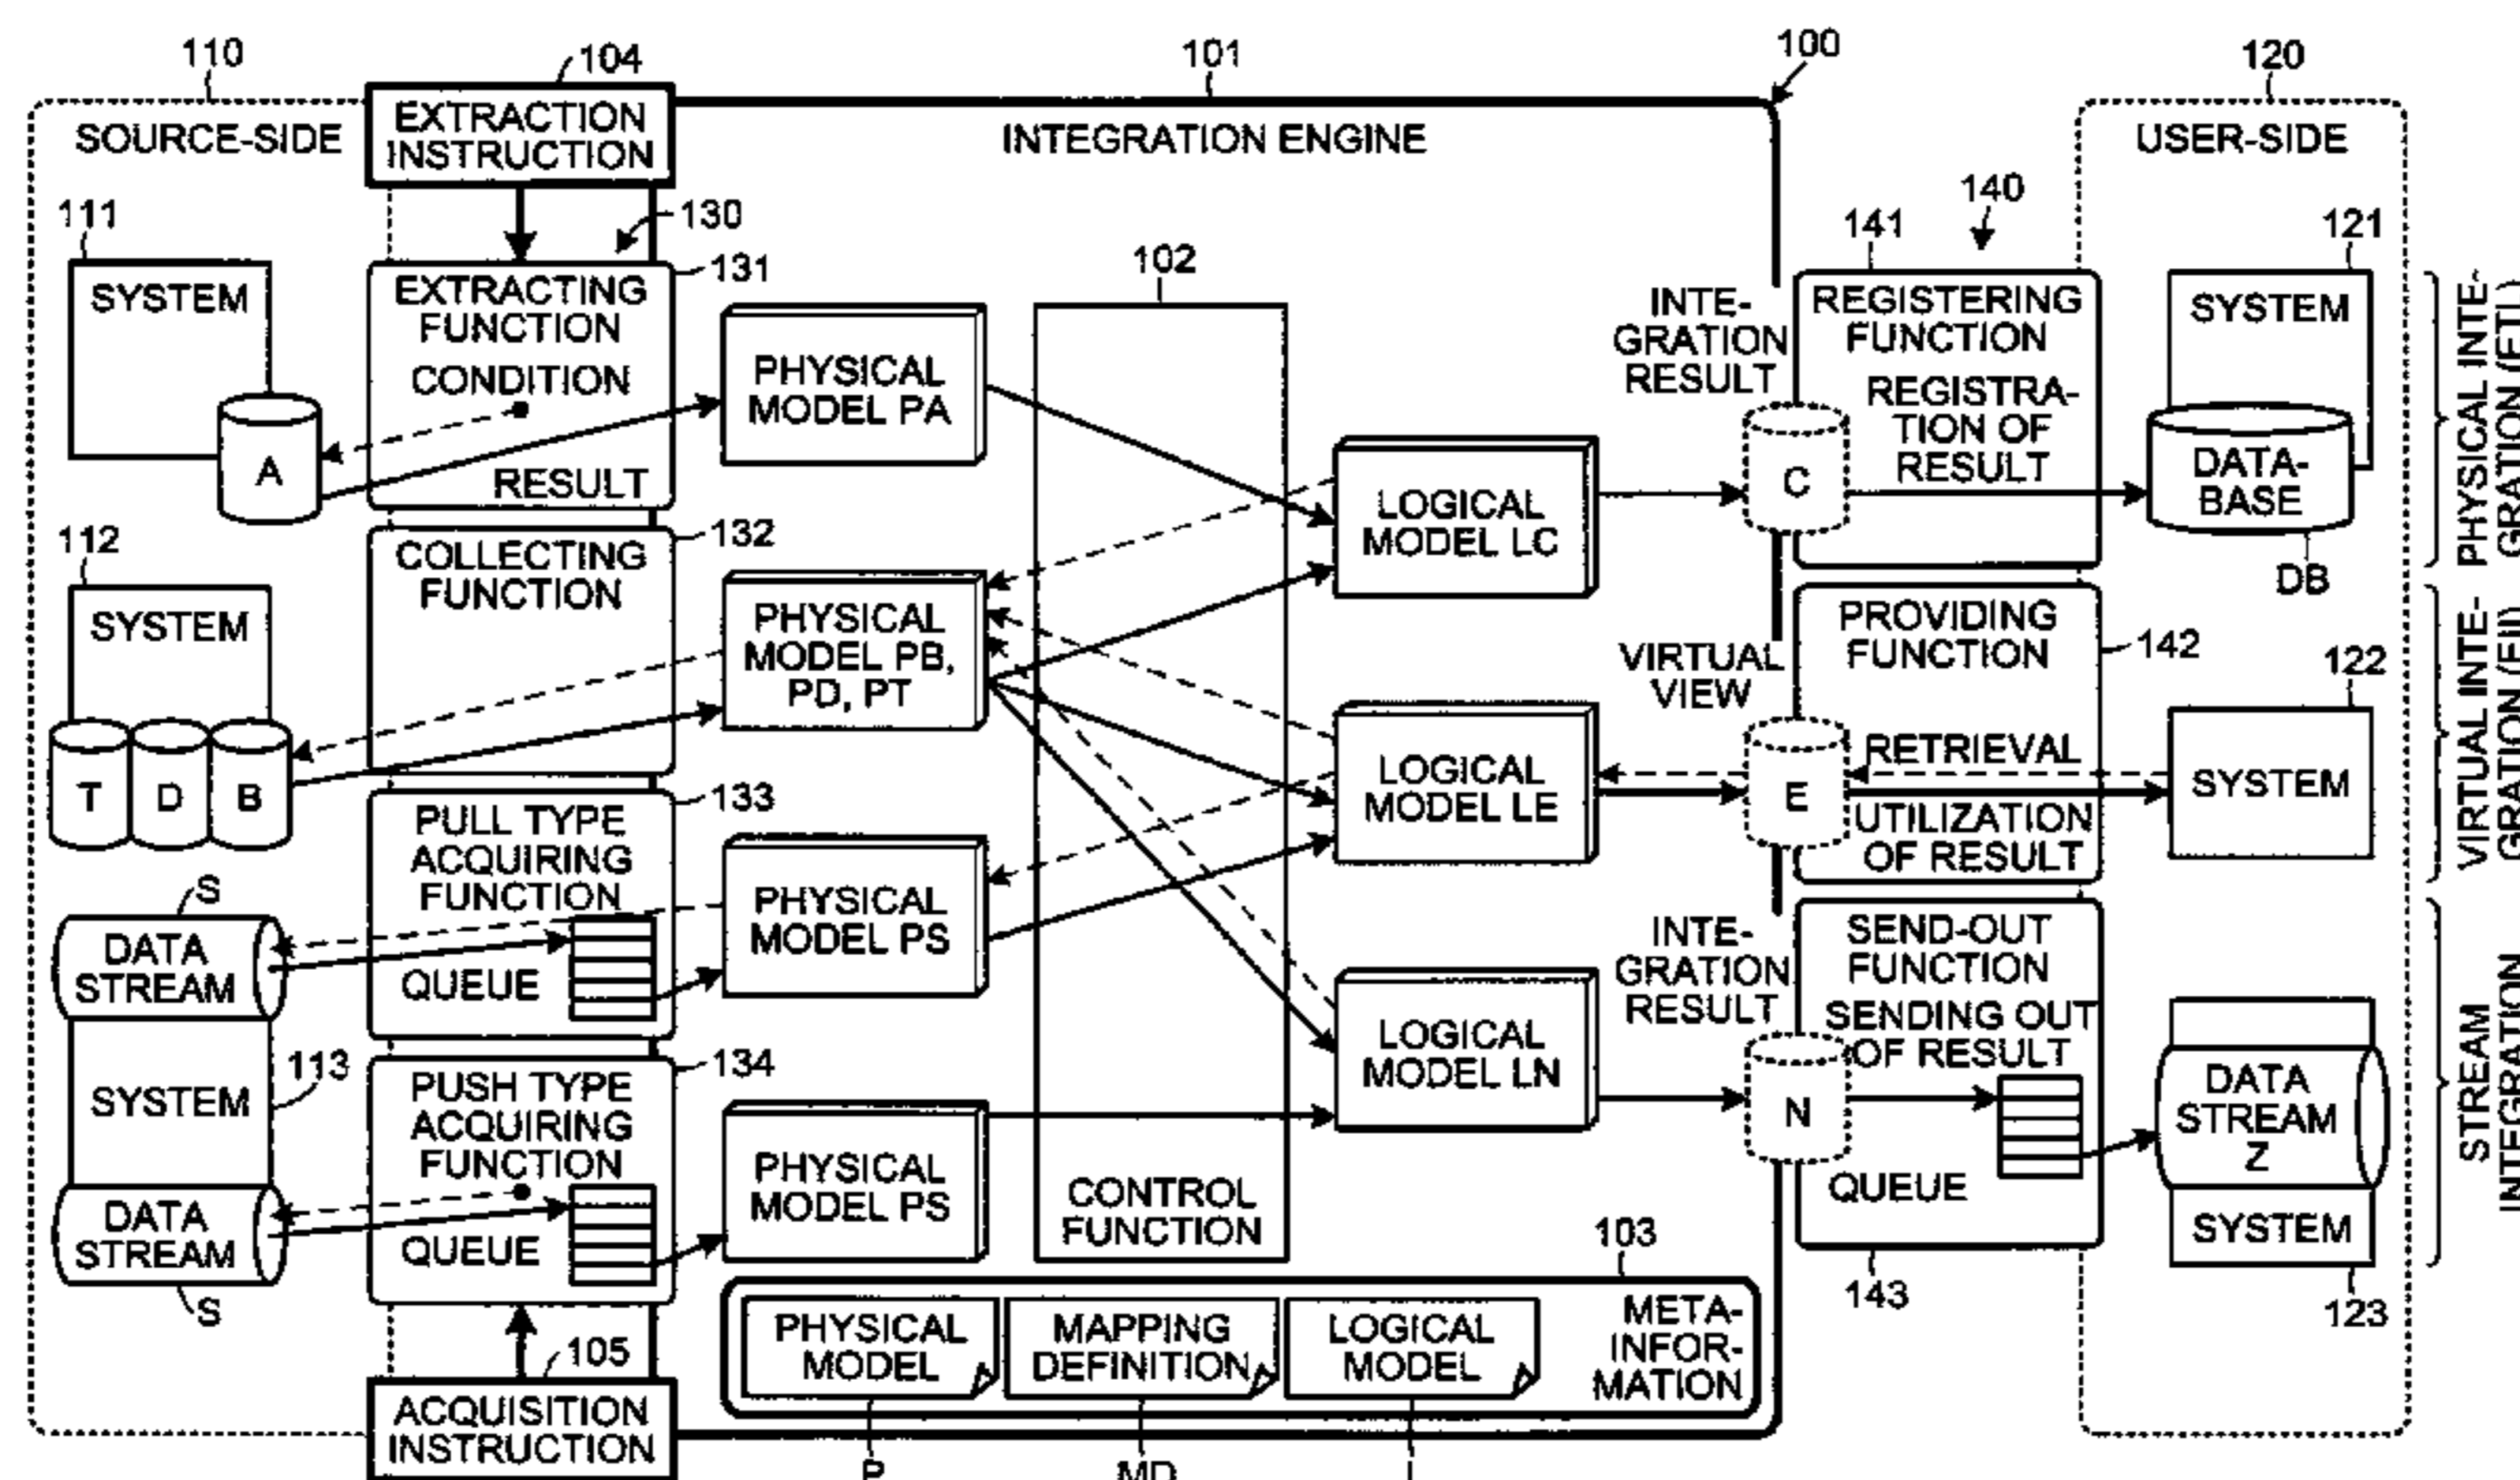 110
104
101
100
120
SOURCE-SIDE
EXTRACTION
INSTRUCTION
INTEGRATION ENGINE
USER-SIDE
111
SYSTEM
A
130
131
EXTRACTING
FUNCTION
CONDITION
RESULT
PHYSICAL
MODEL PA
102
CONTROL
FUNCTION
LOGICAL
MODEL LC
INTE-
GRATION
RESULT
C
140
141
REGISTERING
FUNCTION
REGISTRA-
TION OF
RESULT
121
SYSTEM
DATA-
BASE
DB
PHYSICAL INTE-
GRATION (ETL)
112
SYSTEM
T
D
B
132
COLLECTING
FUNCTION
PHYSICAL
MODEL PB,
PD, PT
LOGICAL
MODEL LE
VIRTUAL
VIEW
E
PROVIDING
FUNCTION
142
RETRIEVAL
UTILIZATION
OF RESULT
122
SYSTEM
VIRTUAL INTE-
GRATION (EII)
S
DATA
STREAM
133
PULL TYPE
ACQUIRING
FUNCTION
QUEUE
PHYSICAL
MODEL PS
SYSTEM
113
134
PUSH TYPE
ACQUIRING
FUNCTION
QUEUE
DATA
STREAM
S
PHYSICAL
MODEL PS
LOGICAL
MODEL LN
INTE-
GRATION
RESULT
N
SEND-OUT
FUNCTION
SENDING OUT
OF RESULT
QUEUE
143
DATA
STREAM
Z
SYSTEM
123
STREAM
INTEGRATION
105
ACQUISITION
INSTRUCTION
103
PHYSICAL
MODEL
MAPPING
DEFINITION
LOGICAL
MODEL
META-
INFOR-
MATION
P
MD
L